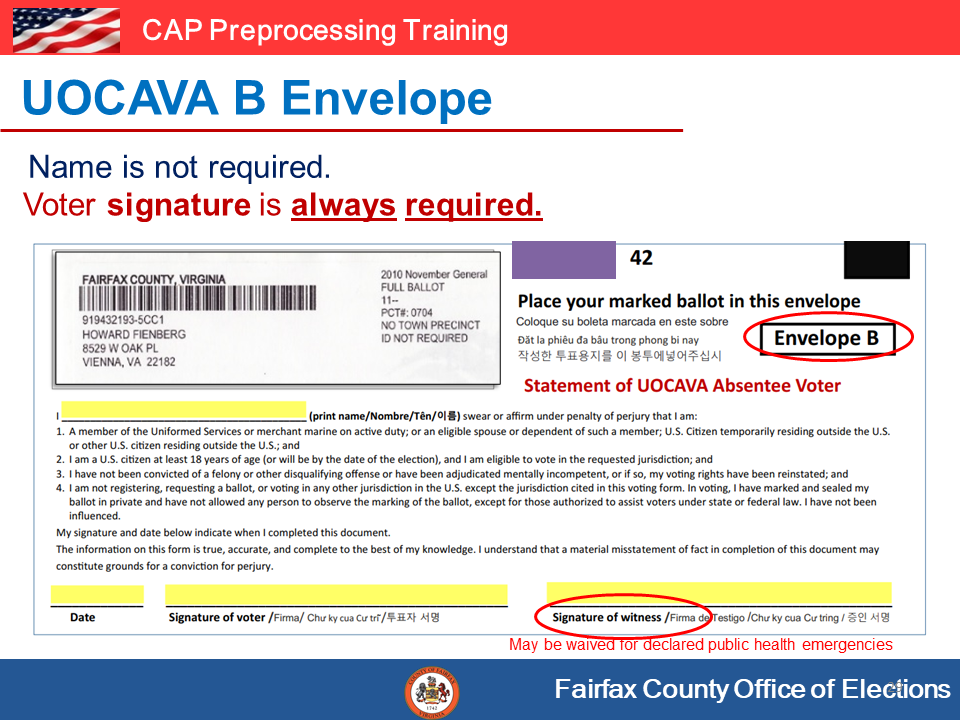 CAP Preprocessing Training
UOCAVA B Envelope
Name is not required.
Voter signature is always required.
FAIRFAX COUNTY, VIRGINIA
919432193-5CC1
HOWARD FIENBERG
8529 W OAK PL
VIENNA, VA 22182
2010 November General
FULL BALLOT
11--
PCT#: 0704
NO TOWN PRECINCT
ID NOT REQUIRED
42
Place your marked ballot in this envelope
Coloque su boleta marcada en este sobre
Đăt la phiêu đa bâu trong phong bi nay
작성한 투표용지를 이 봉투에넣어주십시
Envelope B
Statement of UOCAVA Absentee Voter
I (print name/Nombre/Tên/이름) swear or affirm under penalty of perjury that I am:
1. A member of the Uniformed Services or merchant marine on active duty; or an eligible spouse or dependent of such a member; U.S. Citizen temporarily residing outside the U.S.
or other U.S. citizen residing outside the U.S.; and
2. I am a U.S. citizen at least 18 years of age (or will be by the date of the election), and I am eligible to vote in the requested jurisdiction; and
3. I have not been convicted of a felony or other disqualifying offense or have been adjudicated mentally incompetent, or if so, my voting rights have been reinstated; and
4. I am not registering, requesting a ballot, or voting in any other jurisdiction in the U.S. except the jurisdiction cited in this voting form. In voting, I have marked and sealed my
ballot in private and have not allowed any person to observe the marking of the ballot, except for those authorized to assist voters under state or federal law. I have not been
influenced.
My signature and date below indicate when I completed this document.
The information on this form is true, accurate, and complete to the best of my knowledge. I understand that a material misstatement of fact in completion of this document may
constitute grounds for a conviction for perjury.
Date
Signature of voter /Firma/ Chư ky cua Cư tri/투표자 서명
Signature of witness /Firma de Testigo /Chư ky cua Cư tring /증인 서명
May be waived for declared public health emergencies
Fairfax County Office of Elections